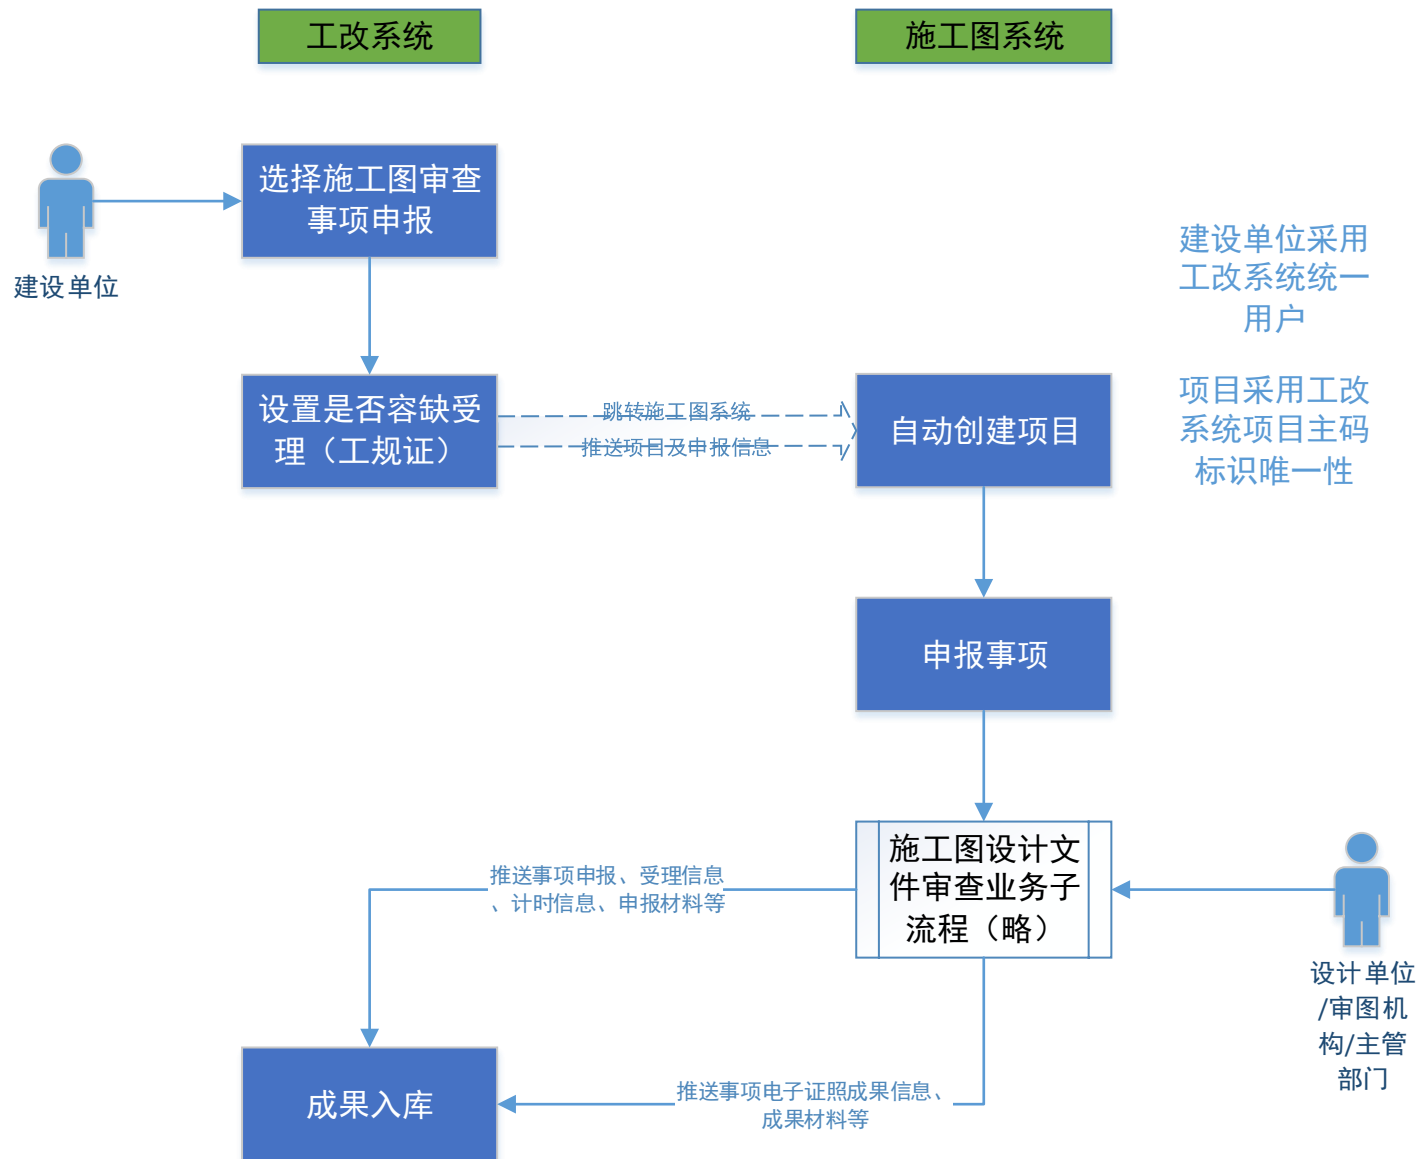 工改系统
施工图系统
选择施工图审查
事项申报
建设单位
建设单位采用
工改系统统一
用户
设置是否容缺受
理（工规证）
跳转施工图系统
推送项目及申报信息
自动创建项目
项目采用工改
系统项目主码
标识唯一性
申报事项
推送事项申报、受理信息
、计时信息、申报材料等
施工图设计文
件审查业务子
流程（略）
设计单位
/审图机
构/主管
部门
成果入库
推送事项电子证照成果信息、
成果材料等